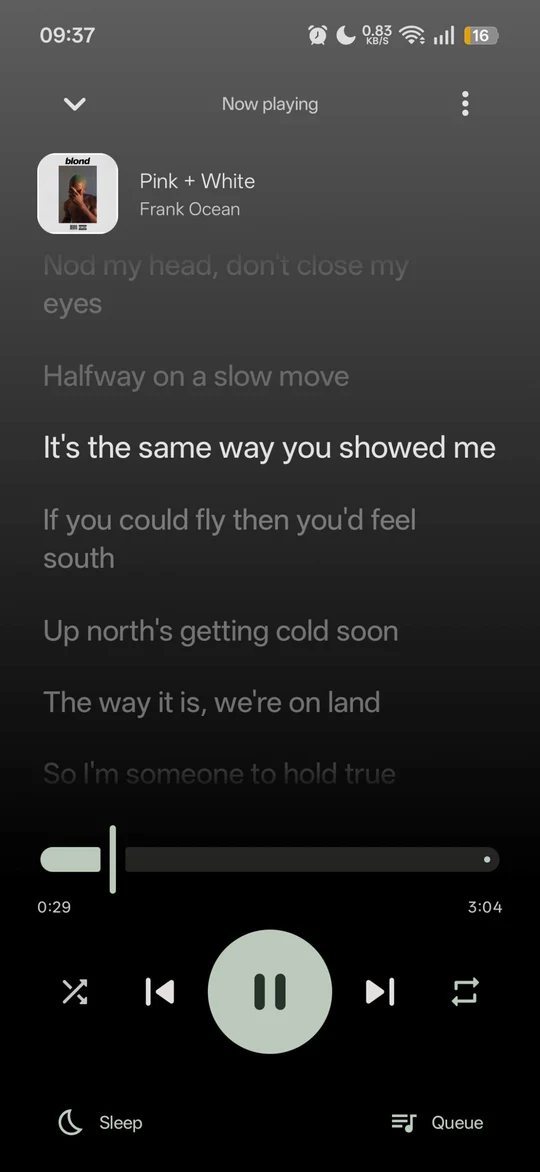 09:37
0.83
KB/S
16
Now playing
blond
Pink + White
Frank Ocean
Nod my head, don't close my
eyes
Halfway on a slow move
It's the same way you showed me
If you could fly then you'd feel
south
Up north's getting cold soon
The way it is, we're on land
So I'm someone to hold true
0:29
3:04
Sleep
Queue